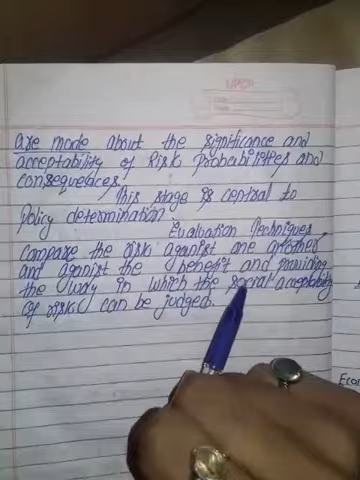 are made about the significance and
acceptability of Risk Probabilities and
consequences.
This stage is central to
Policy determination
Evaluation Techniques
compare the risk against one another
and against the benefit and providing
the way in which the social acceptability
of risk can be judged.
Econ